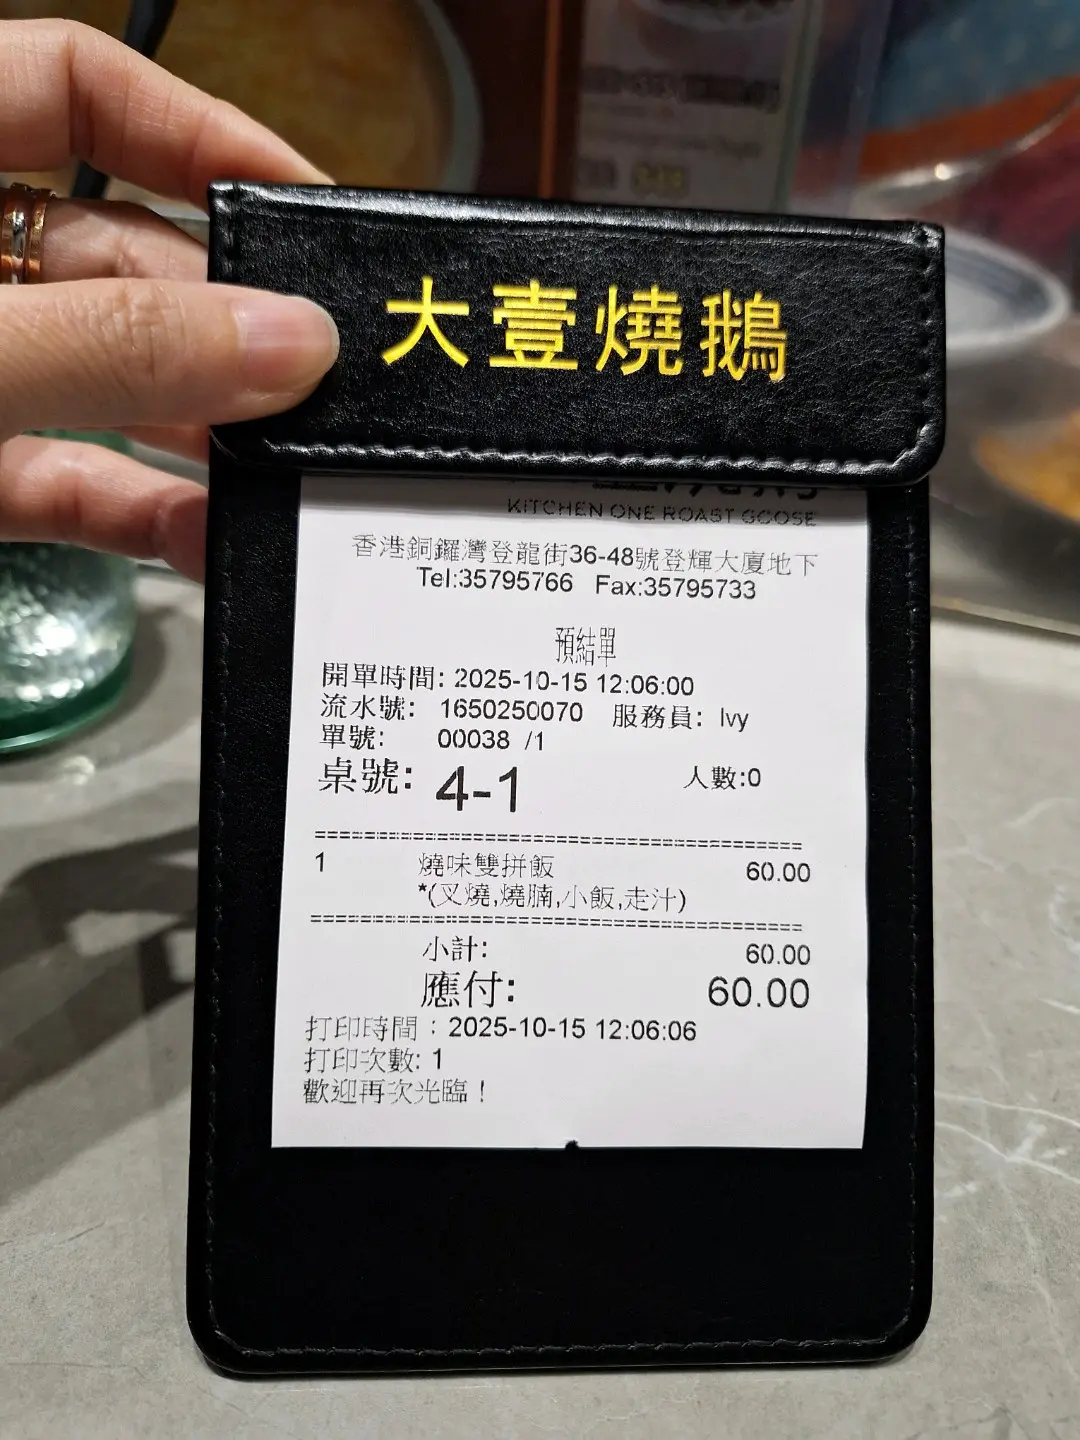 大壹燒鵝
KITCHEN ONE ROAST GOOSE
香港銅鑼灣登龍街36-48號登輝大廈地下
Tel:35795766 Fax:35795733
預結單
開單時間: 2025-10-15 12:06:00
流水號: 1650250070 服務員: Ivy
單號: 00038 /1
桌號: 4-1 人數:0
===================================
1 燒味雙拼飯 60.00
*(叉燒,燒腩,小飯,走汁)
===================================
小計: 60.00
應付: 60.00
打印時間：2025-10-15 12:06:06
打印次數: 1
歡迎再次光臨！